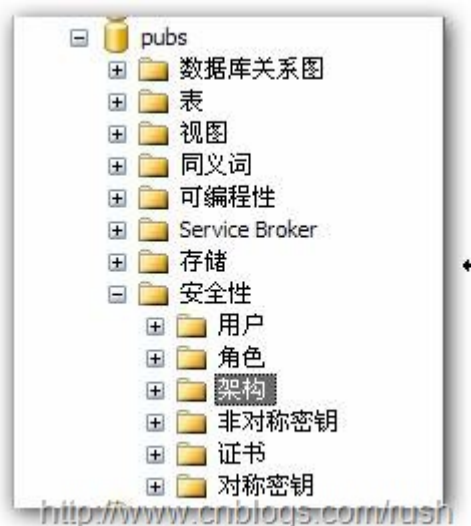 pubs
数据库关系图
表
视图
同义词
可编程性
Service Broker
存储
安全性
用户
角色
架构
非对称密钥
证书
对称密钥
http://www.cnblogs.com/rush